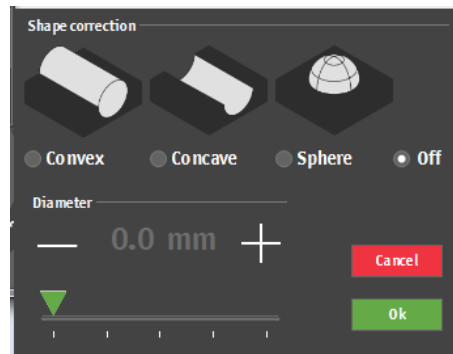 Shape correction
Convex Concave Sphere Off
Diameter
0.0 mm
Cancel
Ok